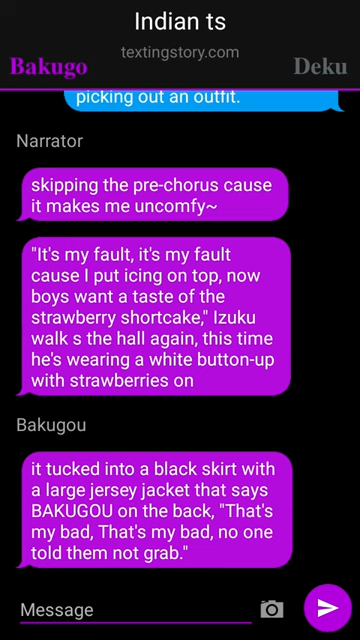 Indian ts
textingstory.com
Bakugo
Deku
picking out an outfit.
Narrator
skipping the pre-chorus cause
it makes me uncomfy~
"It's my fault, it's my fault
cause I put icing on top, now
boys want a taste of the
strawberry shortcake," Izuku
walk s the hall again, this time
he's wearing a white button-up
with strawberries on
Bakugou
it tucked into a black skirt with
a large jersey jacket that says
BAKUGOU on the back, "That's
my bad, That's my bad, no one
told them not grab."
Message